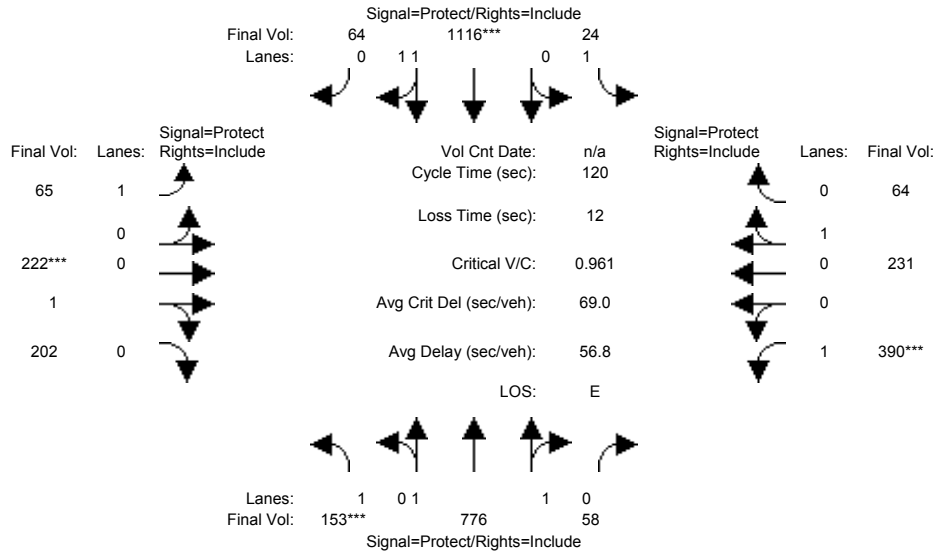 Signal=Protect/Rights=Include
Final Vol: 64 1116*** 24
Lanes: 0 1 1 0 1
Signal=Protect Signal=Protect
Final Vol: Lanes: Rights=Include Vol Cnt Date: n/a Rights=Include Lanes: Final Vol:
Cycle Time (sec): 120
65 1 0 64
Loss Time (sec): 12
0 1
222*** 0 Critical V/C: 0.961 0 231
1 Avg Crit Del (sec/veh): 69.0 0
202 0 Avg Delay (sec/veh): 56.8 1 390***
LOS: E
Lanes: 1 0 1 1 0
Final Vol: 153*** 776 58
Signal=Protect/Rights=Include